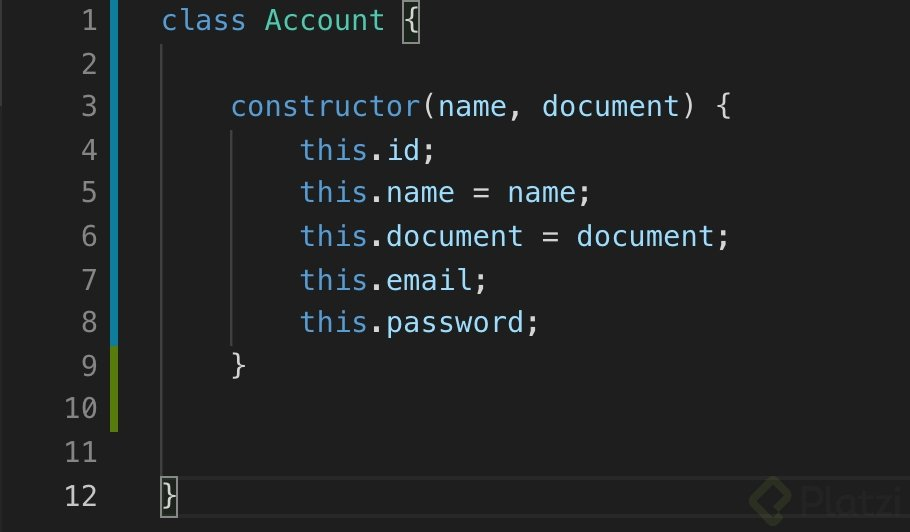 1 class Account {
2
3 constructor(name, document) {
4 this.id;
5 this.name = name;
6 this.document = document;
7 this.email;
8 this.password;
9 }
10
11
12 }
Platzi